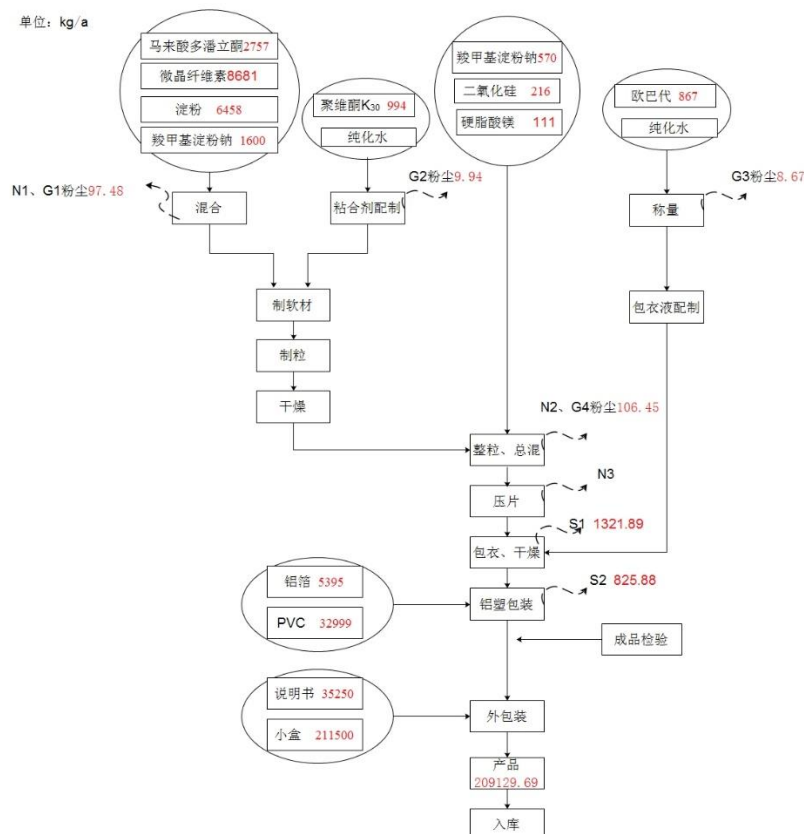 单位：kg/a
马来酸多潘立酮2757
微晶纤维素8681
淀粉 6458
羧甲基淀粉钠 1600
聚维酮K30 994
纯化水
羧甲基淀粉钠570
二氧化硅 216
硬脂酸镁 111
欧巴代 867
纯化水
N1、G1粉尘97.48
混合
G2粉尘9.94
粘合剂配制
G3粉尘8.67
称量
制软材
包衣液配制
制粒
干燥
N2、G4粉尘106.45
整粒、总混
N3
压片
S1 1321.89
包衣、干燥
S2 825.88
铝箔 5395
PVC 32999
铝塑包装
成品检验
说明书 35250
小盒 211500
外包装
产品
209129.69
入库